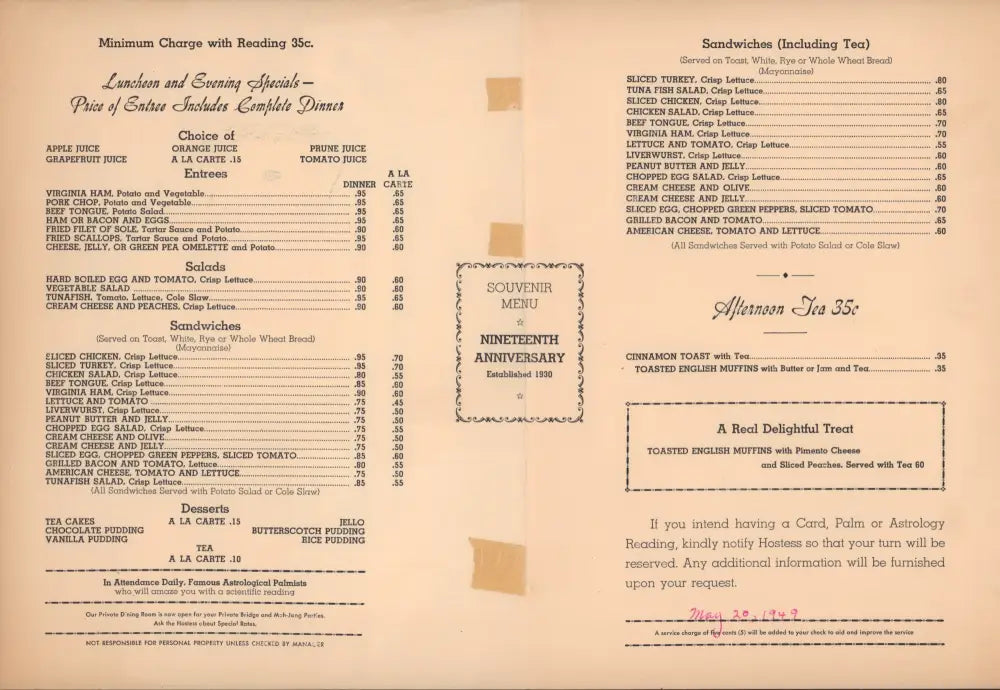 Minimum Charge with Reading 35c.
Luncheon and Evening Specials —
Price of Entree Includes Complete Dinner
Choice of
APPLE JUICE ORANGE JUICE PRUNE JUICE
GRAPEFRUIT JUICE A LA CARTE .15 TOMATO JUICE
Entrees A LA
DINNER CARTE
VIRGINIA HAM, Potato and Vegetable .95 .65
PORK CHOP, Potato and Vegetable .95 .65
BEEF TONGUE, Potato Salad .95 .65
HAM OR BACON AND EGGS .95 .65
FRIED FILET OF SOLE, Tartar Sauce and Potato .90 .60
FRIED SCALLOPS, Tartar Sauce and Potato .95 .65
CHEESE, JELLY, OR GREEN PEA OMELETTE and Potato .90 .60
Salads
HARD BOILED EGG AND TOMATO, Crisp Lettuce .90 .60
VEGETABLE SALAD .90 .60
TUNAFISH, Tomato, Lettuce, Cole Slaw .95 .65
CREAM CHEESE AND PEACHES, Crisp Lettuce .90 .60
Sandwiches
(Served on Toast, White, Rye or Whole Wheat Bread)
(Mayonnaise)
SLICED CHICKEN, Crisp Lettuce .95 .70
SLICED TURKEY, Crisp Lettuce .95 .70
CHICKEN SALAD, Crisp Lettuce .80 .55
BEEF TONGUE, Crisp Lettuce .85 .60
VIRGINIA HAM, Crisp Lettuce .90 .60
LETTUCE AND TOMATO .75 .45
LIVERWURST, Crisp Lettuce .75 .50
PEANUT BUTTER AND JELLY .75 .50
CHOPPED EGG SALAD, Crisp Lettuce .75 .55
CREAM CHEESE AND OLIVE .75 .50
CREAM CHEESE AND JELLY .75 .50
SLICED EGG, CHOPPED GREEN PEPPERS, SLICED TOMATO .85 .60
GRILLED BACON AND TOMATO, Lettuce .80 .55
AMERICAN CHEESE, TOMATO AND LETTUCE .75 .50
TUNAFISH SALAD, Crisp Lettuce .85 .55
(All Sandwiches Served with Potato Salad or Cole Slaw)
Desserts
TEA CAKES A LA CARTE .15 JELLO
CHOCOLATE PUDDING BUTTERSCOTCH PUDDING
VANILLA PUDDING RICE PUDDING
TEA
A LA CARTE .10
In Attendance Daily, Famous Astrological Palmists
who will amaze you with a scientific reading
Our Private Dining Room is now open for your Private Bridge and Mah-Jong Parties.
Ask the Hostess about Special Rates.
NOT RESPONSIBLE FOR PERSONAL PROPERTY UNLESS CHECKED BY MANAGER
SOUVENIR
MENU
NINETEENTH
ANNIVERSARY
Established 1930
Sandwiches (Including Tea)
(Served on Toast, White, Rye or Whole Wheat Bread)
(Mayonnaise)
SLICED TURKEY, Crisp Lettuce .80
TUNA FISH SALAD, Crisp Lettuce .65
SLICED CHICKEN, Crisp Lettuce .80
CHICKEN SALAD, Crisp Lettuce .65
BEEF TONGUE, Crisp Lettuce .70
VIRGINIA HAM, Crisp Lettuce .70
LETTUCE AND TOMATO, Crisp Lettuce .55
LIVERWURST, Crisp Lettuce .60
PEANUT BUTTER AND JELLY .60
CHOPPED EGG SALAD, Crisp Lettuce .65
CREAM CHEESE AND OLIVE .60
CREAM CHEESE AND JELLY .60
SLICED EGG, CHOPPED GREEN PEPPERS, SLICED TOMATO .70
GRILLED BACON AND TOMATO .65
AMERICAN CHEESE, TOMATO AND LETTUCE .60
(All Sandwiches Served with Potato Salad or Cole Slaw)
Afternoon Tea 35c
CINNAMON TOAST with Tea .35
TOASTED ENGLISH MUFFINS with Butter or Jam and Tea .35
A Real Delightful Treat
TOASTED ENGLISH MUFFINS with Pimento Cheese
and Sliced Peaches. Served with Tea 60
If you intend having a Card, Palm or Astrology
Reading, kindly notify Hostess so that your turn will be
reserved. Any additional information will be furnished
upon your request.
May 20, 1949
A service charge of five cents (5) will be added to your check to aid and improve the service